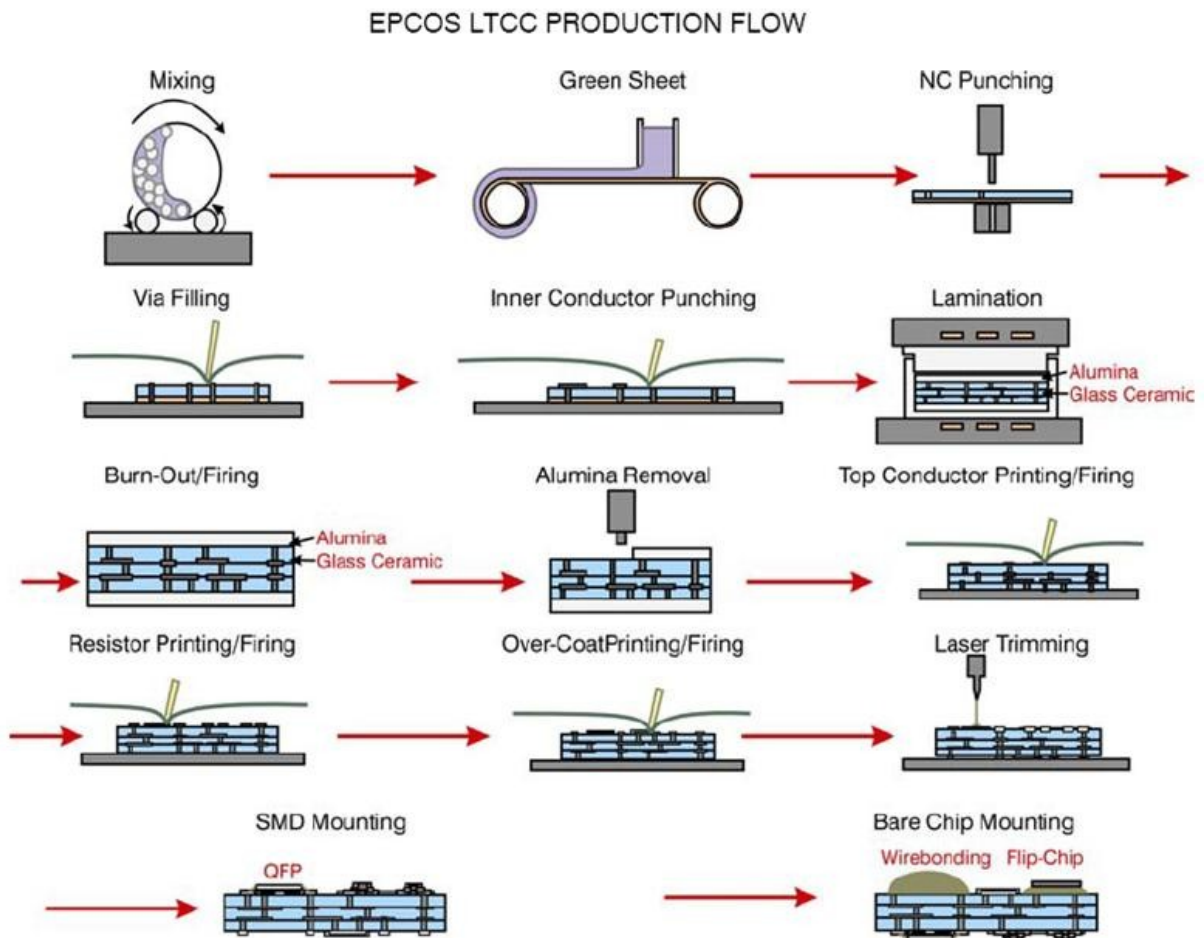 EPCOS LTCC PRODUCTION FLOW
Mixing
Green Sheet
NC Punching
Via Filling
Inner Conductor Punching
Lamination
Alumina
Glass Ceramic
Burn-Out/Firing
Alumina Removal
Top Conductor Printing/Firing
Alumina
Glass Ceramic
Resistor Printing/Firing
Over-CoatPrinting/Firing
Laser Trimming
SMD Mounting
Bare Chip Mounting
QFP
Wirebonding
Flip-Chip